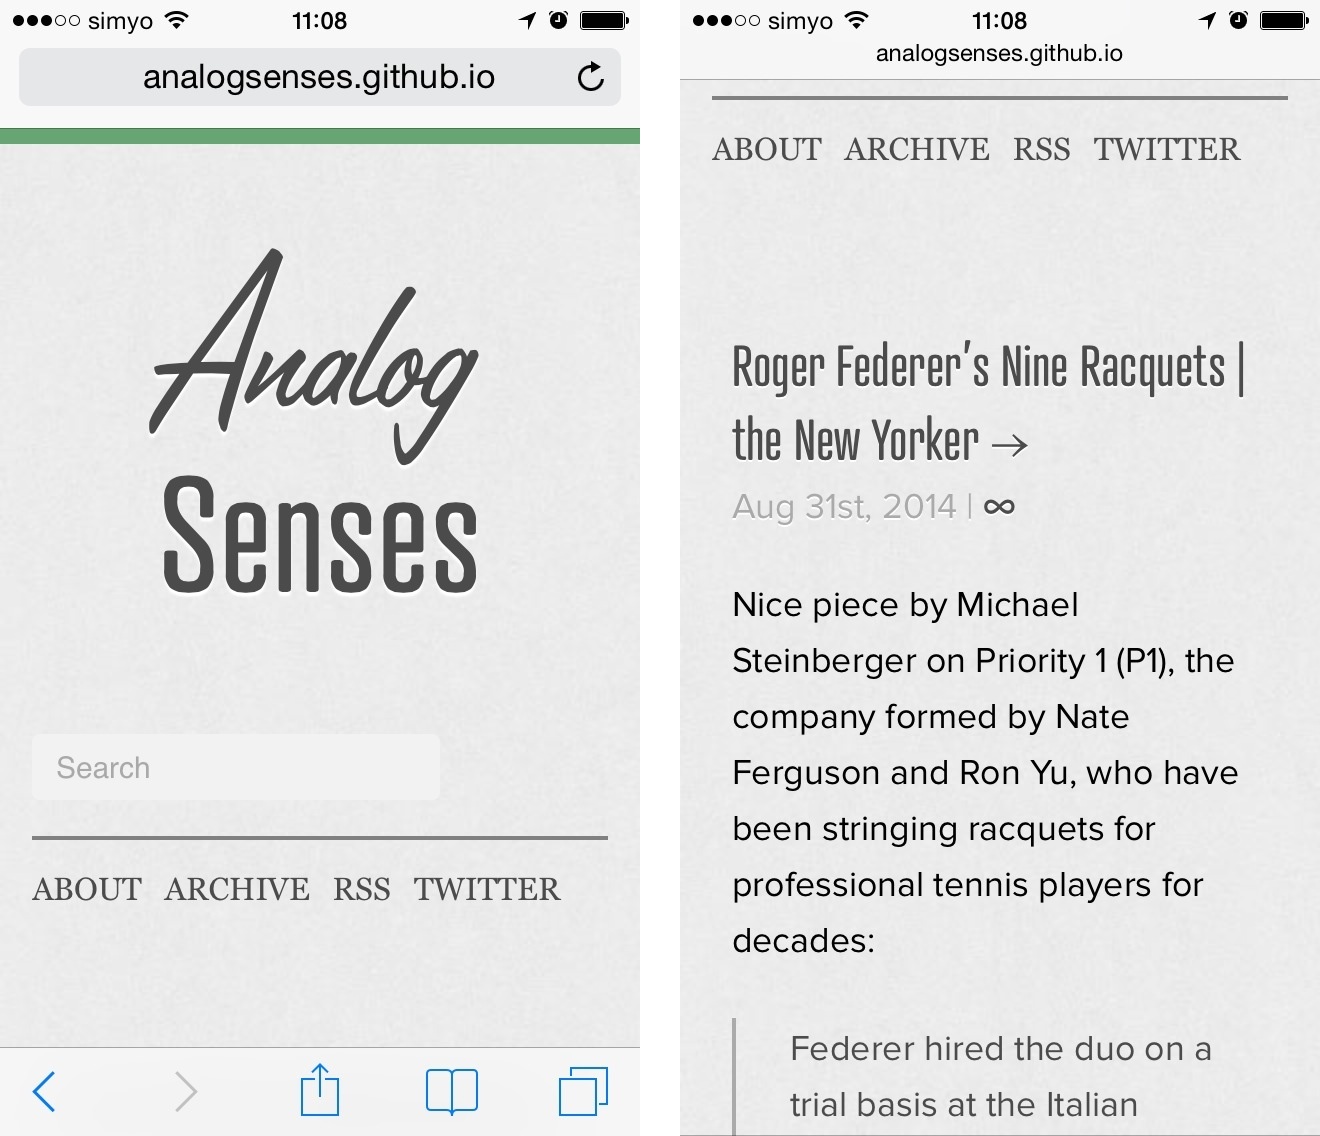 simyo 11:08
analogsenses.github.io
Analog
Senses
Search
ABOUT ARCHIVE RSS TWITTER
simyo 11:08
analogsenses.github.io
ABOUT ARCHIVE RSS TWITTER
Roger Federer’s Nine Racquets |
the New Yorker →
Aug 31st, 2014 | ∞
Nice piece by Michael
Steinberger on Priority 1 (P1), the
company formed by Nate
Ferguson and Ron Yu, who have
been stringing racquets for
professional tennis players for
decades:
Federer hired the duo on a
trial basis at the Italian